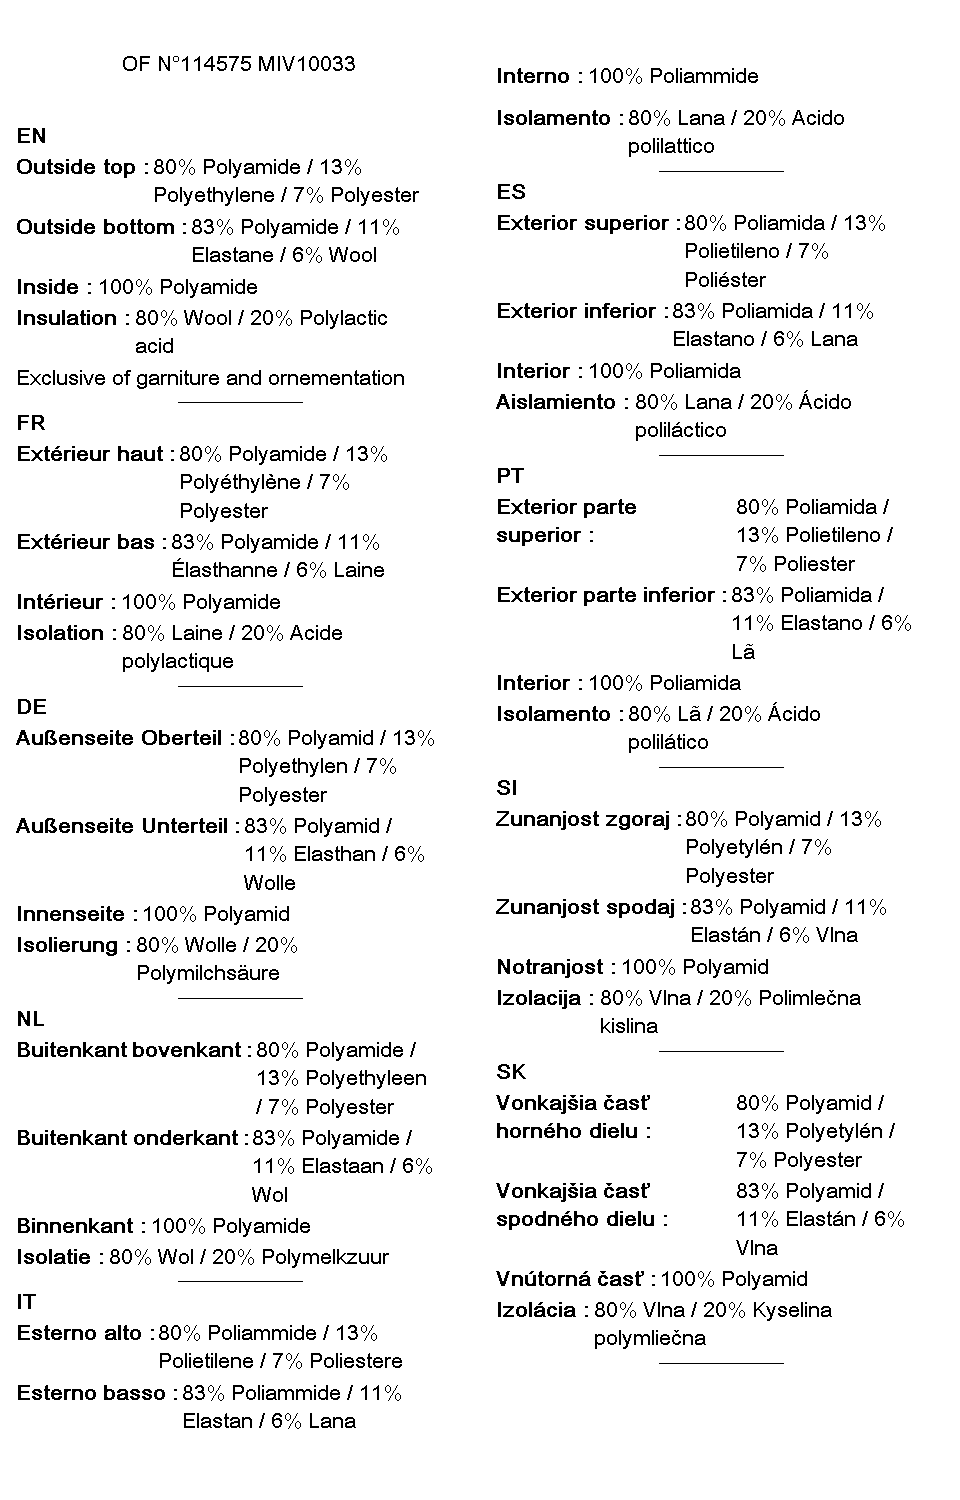 OF N°114575 MIV10033
EN
Outside top : 80% Polyamide / 13%
Polyethylene / 7% Polyester
Outside bottom : 83% Polyamide / 11%
Elastane / 6% Wool
Inside : 100% Polyamide
Insulation : 80% Wool / 20% Polylactic
acid
Exclusive of garniture and ornementation
FR
Extérieur haut : 80% Polyamide / 13%
Polyéthylène / 7%
Polyester
Extérieur bas : 83% Polyamide / 11%
Élasthanne / 6% Laine
Intérieur : 100% Polyamide
Isolation : 80% Laine / 20% Acide
polylactique
DE
Außenseite Oberteil : 80% Polyamid / 13%
Polyethylen / 7%
Polyester
Außenseite Unterteil : 83% Polyamid /
11% Elasthan / 6%
Wolle
Innenseite : 100% Polyamid
Isolierung : 80% Wolle / 20%
Polymilchsäure
NL
Buitenkant bovenkant : 80% Polyamide /
13% Polyethyleen
/ 7% Polyester
Buitenkant onderkant : 83% Polyamide /
11% Elastaan / 6%
Wol
Binnenkant : 100% Polyamide
Isolatie : 80% Wol / 20% Polymelkzuur
IT
Esterno alto : 80% Poliammide / 13%
Polietilene / 7% Poliestere
Esterno basso : 83% Poliammide / 11%
Elastan / 6% Lana
Interno : 100% Poliammide
Isolamento : 80% Lana / 20% Acido
polilattico
ES
Exterior superior : 80% Poliamida / 13%
Polietileno / 7%
Poliéster
Exterior inferior : 83% Poliamida / 11%
Elastano / 6% Lana
Interior : 100% Poliamida
Aislamiento : 80% Lana / 20% Ácido
poliláctico
PT
Exterior parte 80% Poliamida /
superior : 13% Polietileno /
7% Poliester
Exterior parte inferior : 83% Poliamida /
11% Elastano / 6%
Lã
Interior : 100% Poliamida
Isolamento : 80% Lã / 20% Ácido
polilático
SI
Zunanjost zgoraj : 80% Polyamid / 13%
Polyetylén / 7%
Polyester
Zunanjost spodaj : 83% Polyamid / 11%
Elastán / 6% Vlna
Notranjost : 100% Polyamid
Izolacija : 80% Vlna / 20% Polimlečna
kislina
SK
Vonkajšia časť 80% Polyamid /
horného dielu : 13% Polyetylén /
7% Polyester
Vonkajšia časť 83% Polyamid /
spodného dielu : 11% Elastán / 6%
Vlna
Vnútorná časť : 100% Polyamid
Izolácia : 80% Vlna / 20% Kyselina
polymliečna